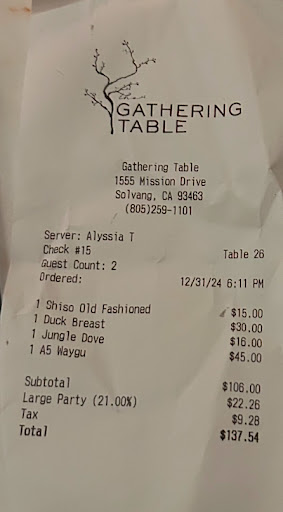 the
GATHERING
TABLE
Gathering Table
1555 Mission Drive
Solvang, CA 93463
(805)259-1101
Server: Alyssia T
Check #15 Table 26
Guest Count: 2
Ordered: 12/31/24 6:11 PM
1 Shiso Old Fashioned $15.00
1 Duck Breast $30.00
1 Jungle Dove $16.00
1 A5 Waygu $45.00
Subtotal $106.00
Large Party (21.00%) $22.26
Tax $9.28
Total $137.54